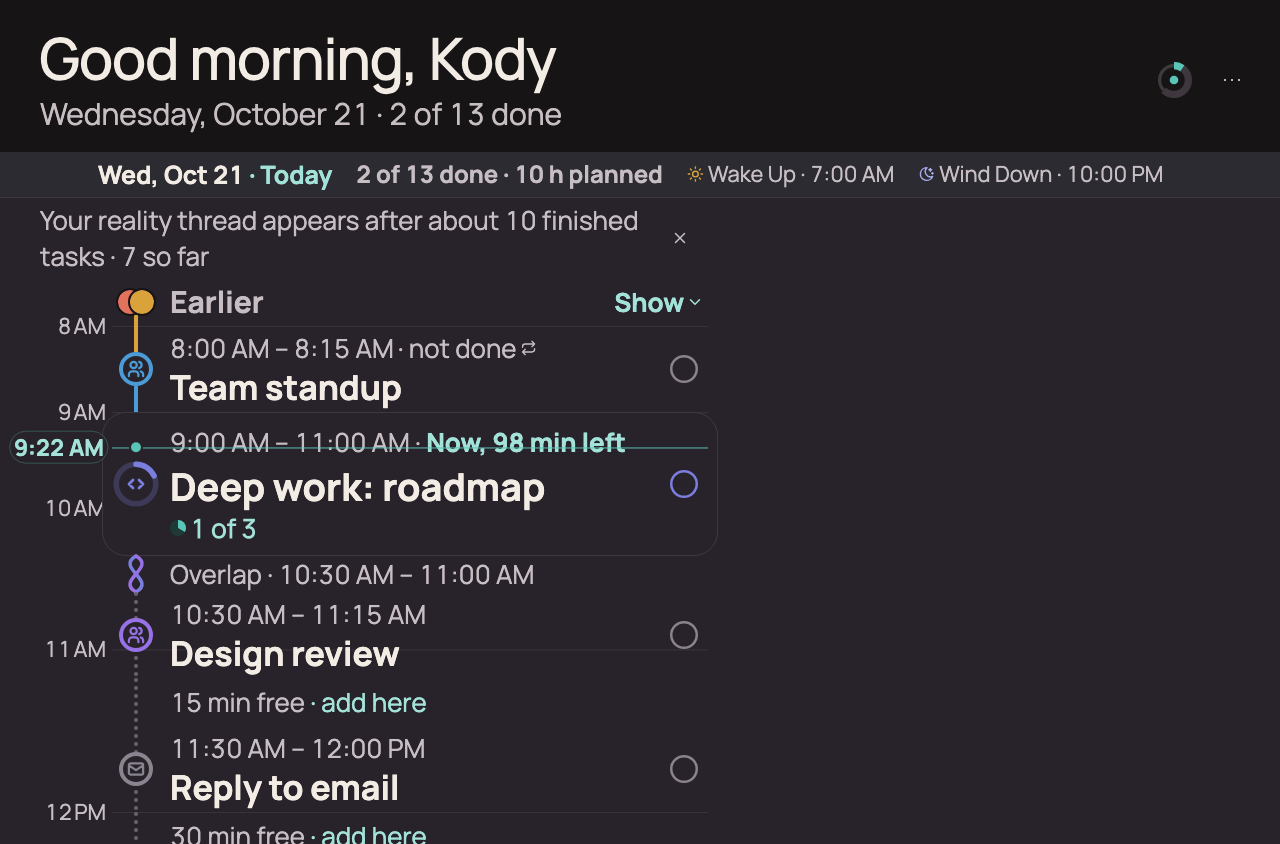 Good morning, Kody
Wednesday, October 21 · 2 of 13 done
...
Wed, Oct 21 · Today 2 of 13 done · 10 h planned Wake Up · 7:00 AM Wind Down · 10:00 PM
Your reality thread appears after about 10 finished
tasks · 7 so far
Earlier Show
8 AM
8:00 AM – 8:15 AM · not done
Team standup
9 AM
9:22 AM 9:00 AM – 11:00 AM · Now, 98 min left
Deep work: roadmap
10 AM
1 of 3
Overlap · 10:30 AM – 11:00 AM
10:30 AM – 11:15 AM
11 AM Design review
15 min free · add here
11:30 AM – 12:00 PM
Reply to email
12 PM
30 min free · add here